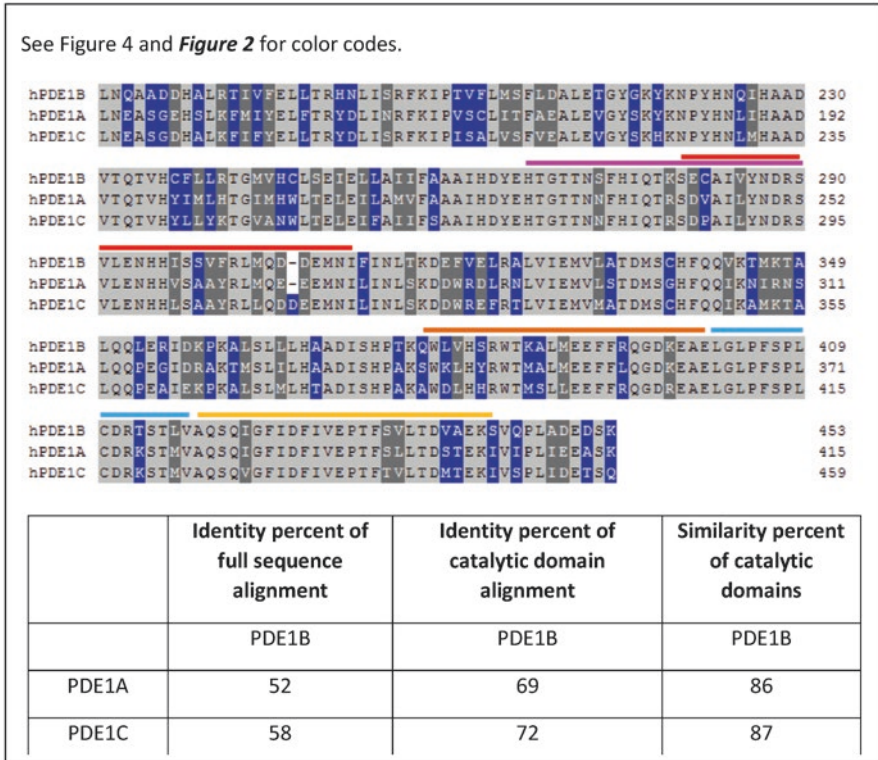 See Figure 4 and Figure 2 for color codes.
hPDE1B LNQAADDHALRTIVFELLTRHNLISRFKIPTVFLMSFLDALETGYGKYKNPYHNQIHAAD 230
hPDE1A LNEASGEHSLKFMIYELFTRYDLINRFKIPVSCLITFAEALEVGYSKYKNPYHNLIHAAD 192
hPDE1C LNEASGDHALKFIFYELLTRYDLISRFKIPISALVSFVEALEVGYSKHKNPYHNLMHAAD 235
hPDE1B VTQTVHCFLLRTGMVHCLSEIELLAIIFAAAIHDYEHTGTTNSFHIQTKSECAIVYNDRS 290
hPDE1A VTQTVHYIMLHTGIMHWLTELEILAMVFAAAIHDYEHTGTTNNFHIQTRSDVAILYNDRS 252
hPDE1C VTQTVHYLLYKTGVANWLTELEIFAIIFSAAIHDYEHTGTTNNFHIQTRSDPAILYNDRS 295
hPDE1B VLENHHISSVFRLMQD-DEMNIFINLTKDEFVELRALVIEMVLATDMSCHFQQVKTMKTA 349
hPDE1A VLENHHVSAAYRLMQE-EEMNILINLSKDDWRDLRNLVIEMVLSTDMSGHFQQIKNIRNS 311
hPDE1C VLENHHLSAAYRLLQDDEEMNILINLSKDDWREFRTLVIEMVMATDMSCHFQQIKAMKTA 355
hPDE1B LQQLERIDKPKALSLLLHAADISHPTKQWLVHSRWTKALMEEFFRQGDKEAELGLPFSPL 409
hPDE1A LQQPEGIDRAKTMSLILHAADISHPAKSWKLHYRWTMALMEEFFLQGDKEAELGLPFSPL 371
hPDE1C LQQPEAIEKPKALSLMLHTADISHPAKAWDLHHRWTMSLLEEFFRQGDREAELGLPFSPL 415
hPDE1B CDRTSTLVAQSQIGFIDFIVEPTFSVLTDVAEKSVQPLADEDSK 453
hPDE1A CDRKSTMVAQSQIGFIDFIVEPTFSLLTDSTEKIVIPLIEEASK 415
hPDE1C CDRKSTMVAQSQVGFIDFIVEPTFTVLTDMTEKIVSPLIDETSQ 459
Identity percent of full sequence alignment Identity percent of catalytic domain alignment Similarity percent of catalytic domains
PDE1B PDE1B PDE1B
PDE1A 52 69 86
PDE1C 58 72 87